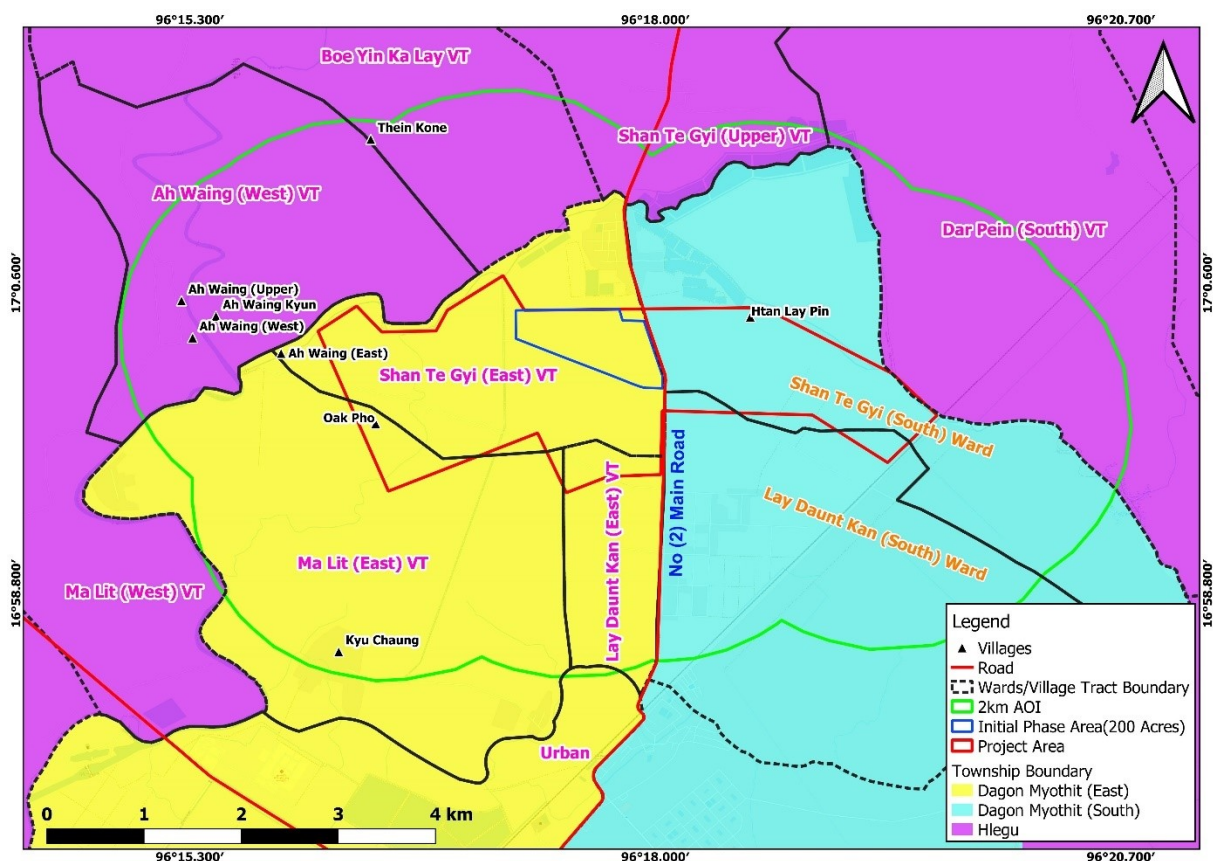 96°15.300′
96°18.000′
96°20.700′
Boe Yin Ka Lay VT
Thein Kone
Shan Te Gyi (Upper) VT
Ah Waing (West) VT
Dar Pein (South) VT
17°0.600′
17°0.600′
Ah Waing (Upper)
Ah Waing Kyun
Htan Lay Pin
Ah Waing (West)
Ah Waing (East)
Shan Te Gyi (East) VT
Shan Te Gyi (South) Ward
Oak Pho
Lay Daunt Kan (East) VT
No (2) Main Road
Lay Daunt Kan (South) Ward
Ma Lit (East) VT
Ma Lit (West) VT
16°58.800′
16°58.800′
Kyu Chaung
Urban
Legend
Villages
Road
Wards/Village Tract Boundary
2km AOI
Initial Phase Area(200 Acres)
Project Area
Township Boundary
Dagon Myothit (East)
Dagon Myothit (South)
Hlegu
0 1 2 3 4 km
96°15.300′
96°18.000′
96°20.700′